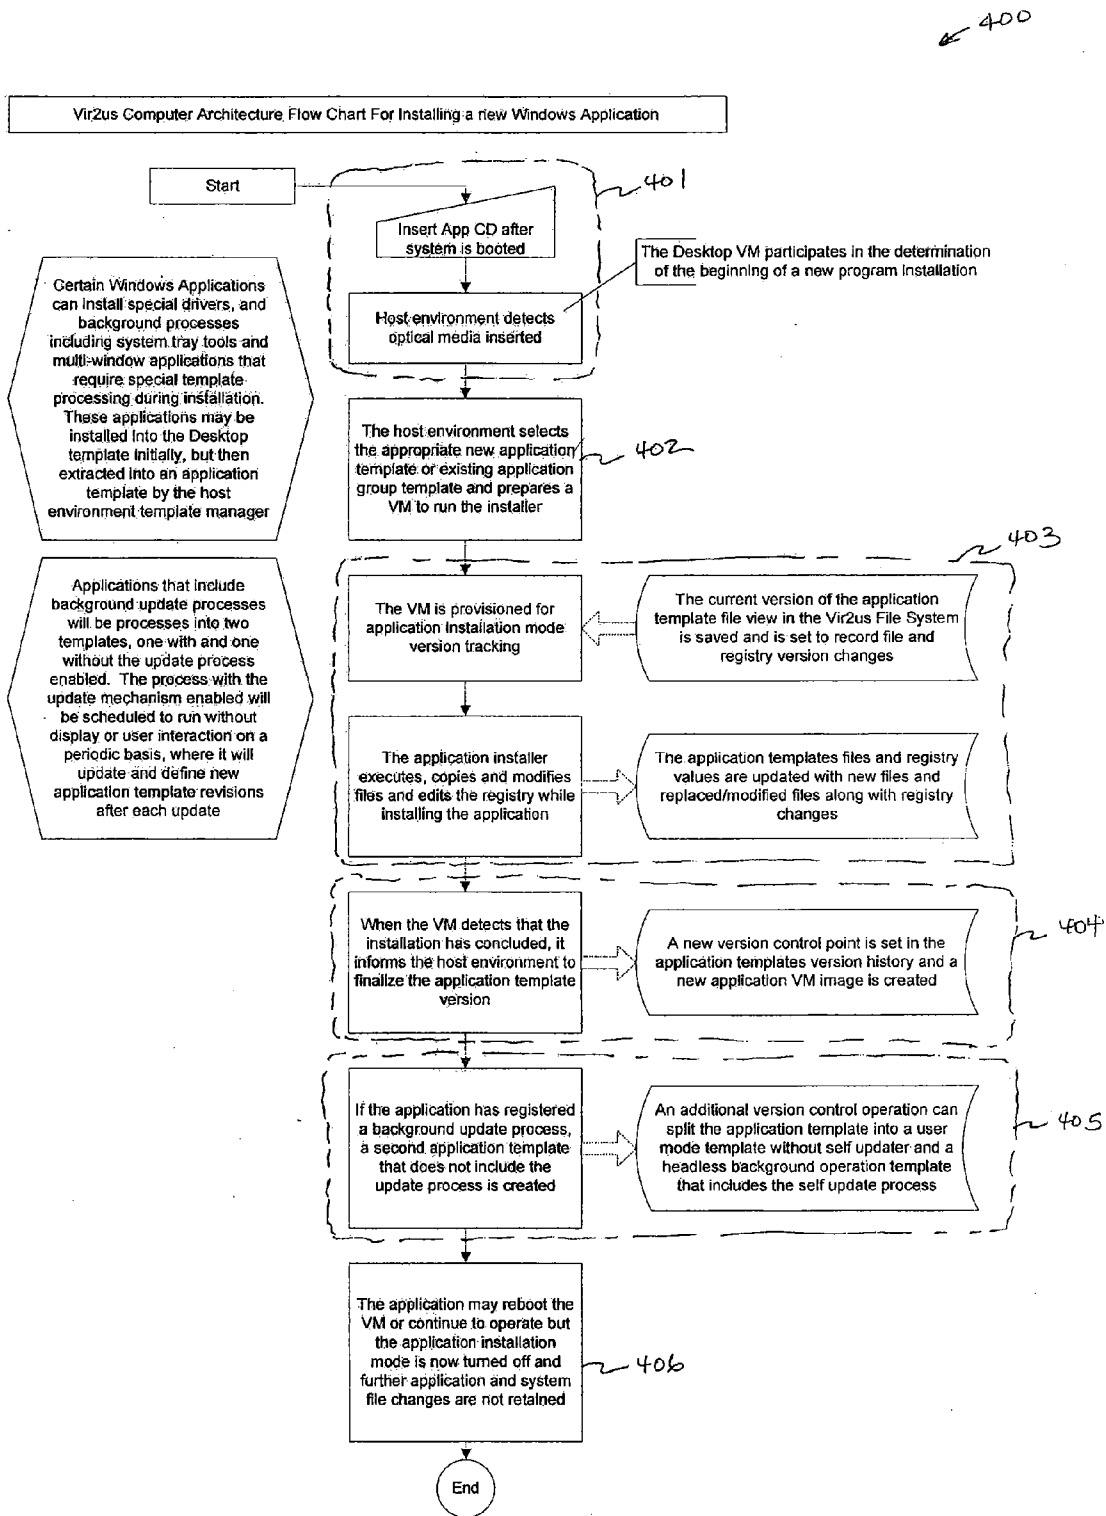 400
Vir2us Computer Architecture Flow Chart For Installing a new Windows Application
Start
401
Insert App CD after
system is booted
The Desktop VM participates in the determination
of the beginning of a new program installation
Host environment detects
optical media inserted
Certain Windows Applications
can install special drivers, and
background processes
including system tray tools and
multi-window applications that
require special template
processing during installation.
These applications may be
installed into the Desktop
template initially, but then
extracted into an application
template by the host
environment template manager
The host environment selects
the appropriate new application
template or existing application
group template and prepares a
VM to run the installer
402
403
Applications that include
background update processes
will be processes into two
templates, one with and one
without the update process
enabled. The process with the
update mechanism enabled will
be scheduled to run without
display or user interaction on a
periodic basis, where it will
update and define new
application template revisions
after each update
The VM is provisioned for
application installation mode
version tracking
The current version of the application
template file view in the Vir2us File System
is saved and is set to record file and
registry version changes
The application installer
executes, copies and modifies
files and edits the registry while
installing the application
The application templates files and registry
values are updated with new files and
replaced/modified files along with registry
changes
When the VM detects that the
installation has concluded, it
informs the host environment to
finalize the application template
version
A new version control point is set in the
application templates version history and a
new application VM image is created
404
If the application has registered
a background update process,
a second application template
that does not include the
update process is created
An additional version control operation can
split the application template into a user
mode template without self updater and a
headless background operation template
that includes the self update process
405
The application may reboot the
VM or continue to operate but
the application installation
mode is now turned off and
further application and system
file changes are not retained
406
End